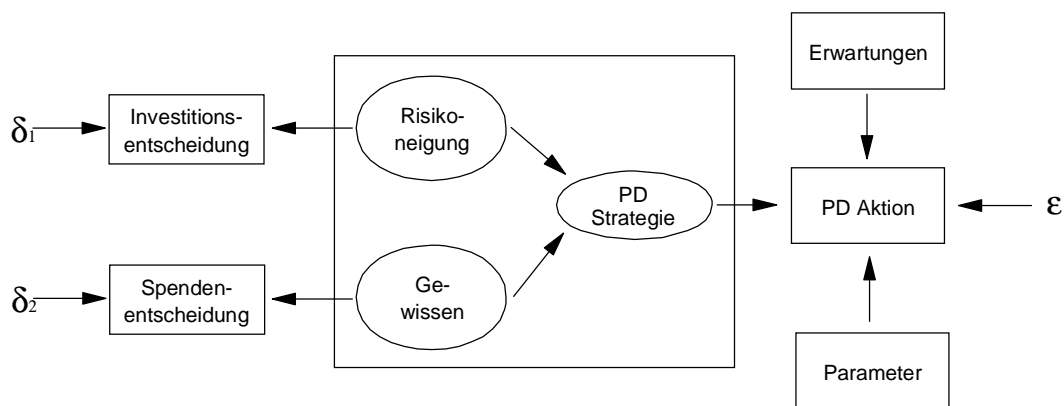 Erwartungen
δ1
Investitions-
entscheidung
Risiko-
neigung
PD
Strategie
PD Aktion
ε
δ2
Spenden-
entscheidung
Ge-
wissen
Parameter